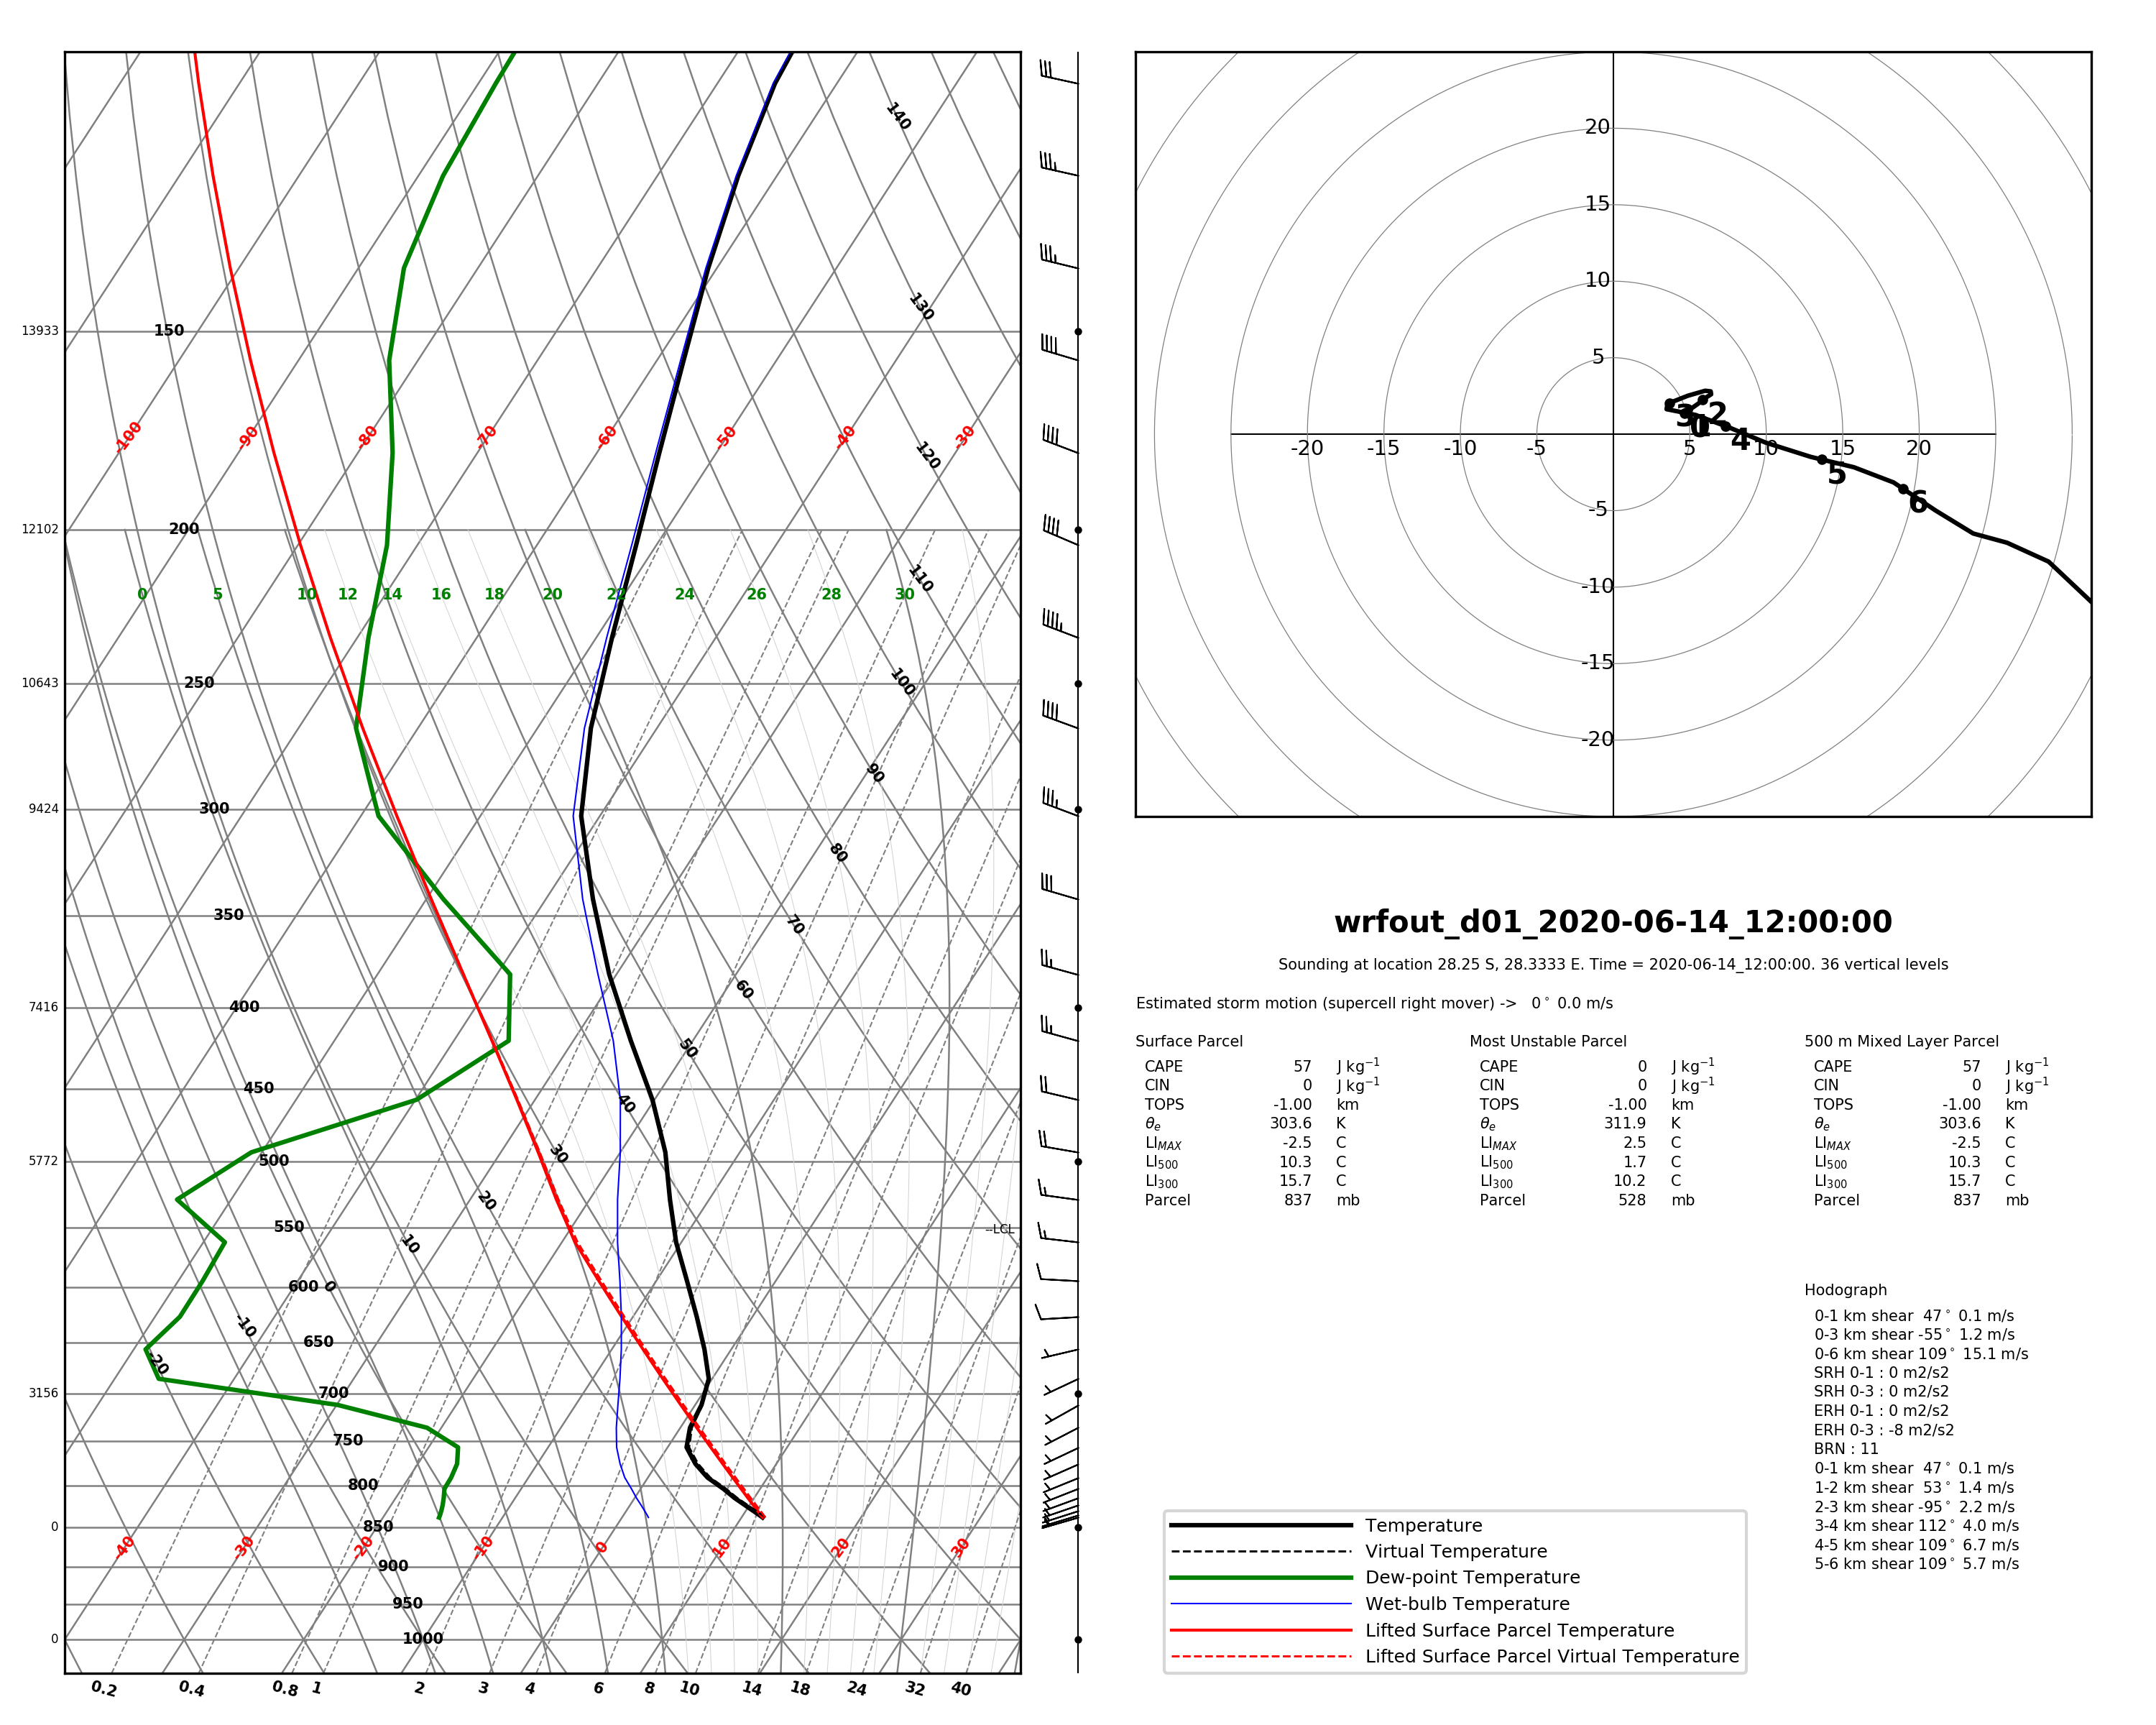 140
130
120
110
100
90
80
70
60
50
40
30
20
10
0
-10
-20
13933 150
-100 -90 -80 -70 -60 -50 -40 -30
12102 200
0 5 10 12 14 16 18 20 22 24 26 28 30
10643 250
9424 300
350
7416 400
450
5772 500
550 --LCL
600
650
3156 700
750
800
0 850
-40 -30 -20 -10 0 10 20 30
900
950
0 1000
0.2 0.4 0.8 1 2 3 4 6 8 10 14 18 24 32 40
20
15
10
5
-20 -15 -10 -5 5 10 15 20
-5
-10
-15
-20
0 1 2 3 4 5 6
wrfout_d01_2020-06-14_12:00:00
Sounding at location 28.25 S, 28.3333 E. Time = 2020-06-14_12:00:00. 36 vertical levels
Estimated storm motion (supercell right mover) -> 0° 0.0 m/s
Surface Parcel
CAPE 57 J kg−1
CIN 0 J kg−1
TOPS -1.00 km
θe 303.6 K
LIMAX -2.5 C
LI500 10.3 C
LI300 15.7 C
Parcel 837 mb
Most Unstable Parcel
CAPE 0 J kg−1
CIN 0 J kg−1
TOPS -1.00 km
θe 311.9 K
LIMAX 2.5 C
LI500 1.7 C
LI300 10.2 C
Parcel 528 mb
500 m Mixed Layer Parcel
CAPE 57 J kg−1
CIN 0 J kg−1
TOPS -1.00 km
θe 303.6 K
LIMAX -2.5 C
LI500 10.3 C
LI300 15.7 C
Parcel 837 mb
Hodograph
0-1 km shear 47° 0.1 m/s
0-3 km shear -55° 1.2 m/s
0-6 km shear 109° 15.1 m/s
SRH 0-1 : 0 m2/s2
SRH 0-3 : 0 m2/s2
ERH 0-1 : 0 m2/s2
ERH 0-3 : -8 m2/s2
BRN : 11
0-1 km shear 47° 0.1 m/s
1-2 km shear 53° 1.4 m/s
2-3 km shear -95° 2.2 m/s
3-4 km shear 112° 4.0 m/s
4-5 km shear 109° 6.7 m/s
5-6 km shear 109° 5.7 m/s
Temperature
Virtual Temperature
Dew-point Temperature
Wet-bulb Temperature
Lifted Surface Parcel Temperature
Lifted Surface Parcel Virtual Temperature